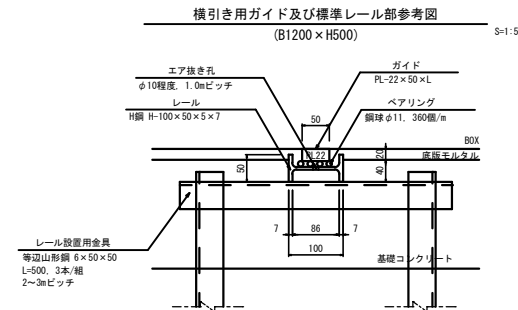 横引き用ガイド及び標準レール部参考図
(B1200×H500)
S=1:5
エア抜き孔
φ10程度, 1.0mピッチ
ガイド
PL-22×50×L
レール
H鋼 H-100×50×5×7
ベアリング
鋼球φ11, 360個/m
50
BOX
PL22
20
底版モルタル
50
40
7
86
7
100
レール設置用金具
等辺山形鋼 6×50×50
L=500, 3本/組
2~3mピッチ
基礎コンクリート